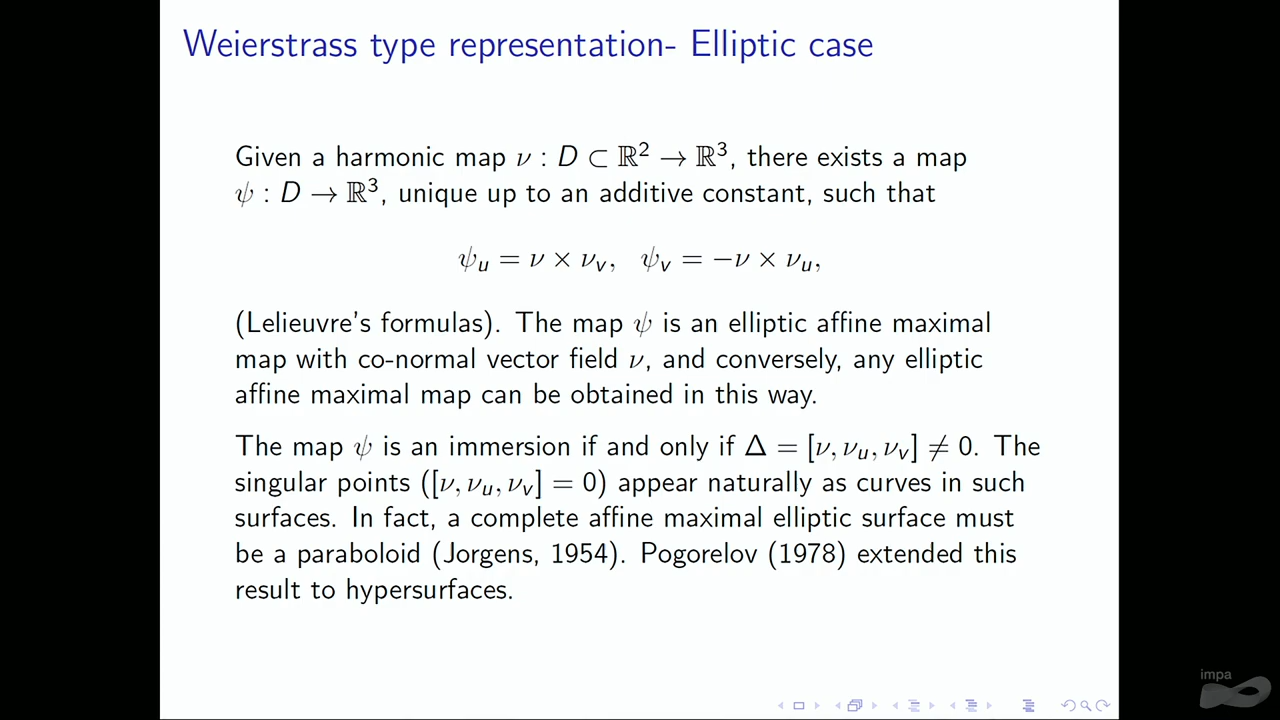 Weierstrass type representation- Elliptic case
Given a harmonic map ν : D ⊂ ℝ² → ℝ³, there exists a map
ψ : D → ℝ³, unique up to an additive constant, such that
ψ_u = ν × ν_v,   ψ_v = −ν × ν_u,
(Lelieuvre's formulas). The map ψ is an elliptic affine maximal
map with co-normal vector field ν, and conversely, any elliptic
affine maximal map can be obtained in this way.
The map ψ is an immersion if and only if Δ = [ν, ν_u, ν_v] ≠ 0. The
singular points ([ν, ν_u, ν_v] = 0) appear naturally as curves in such
surfaces. In fact, a complete affine maximal elliptic surface must
be a paraboloid (Jorgens, 1954). Pogorelov (1978) extended this
result to hypersurfaces.
impa